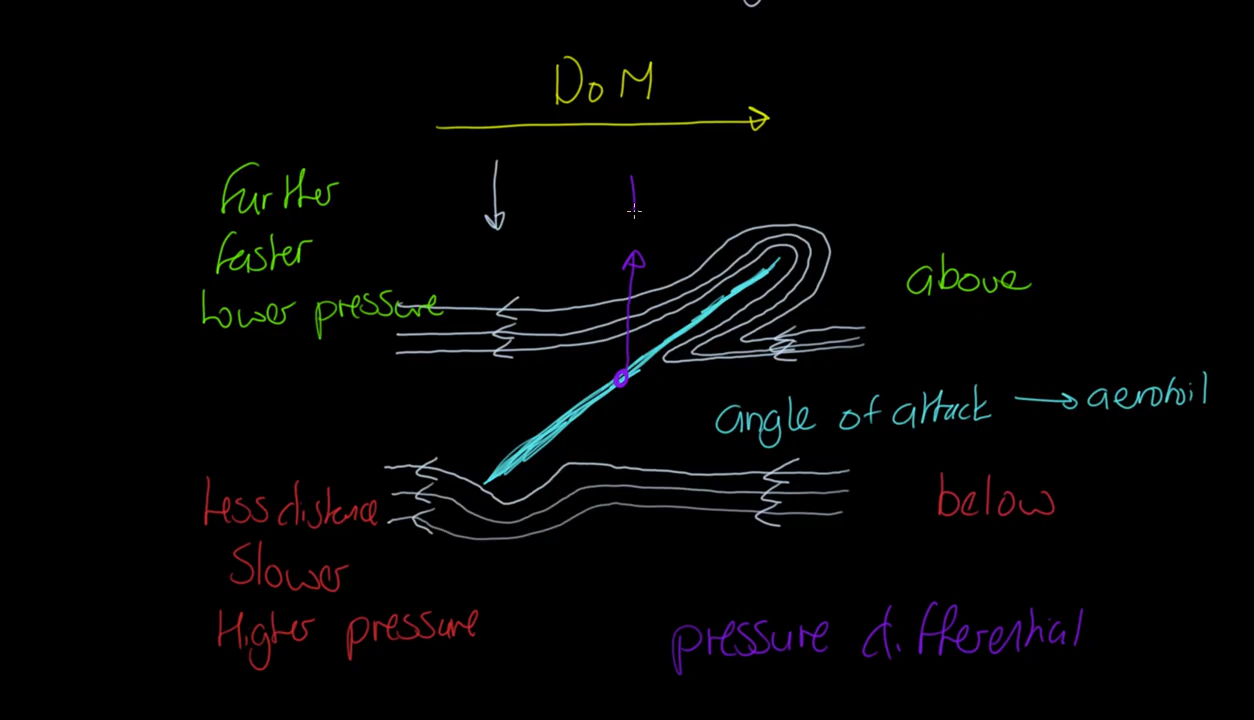 DoM
Further
faster
Lower pressure
above
angle of attack → aerofoil
Less distance
below
Slower
Higher pressure
pressure differential